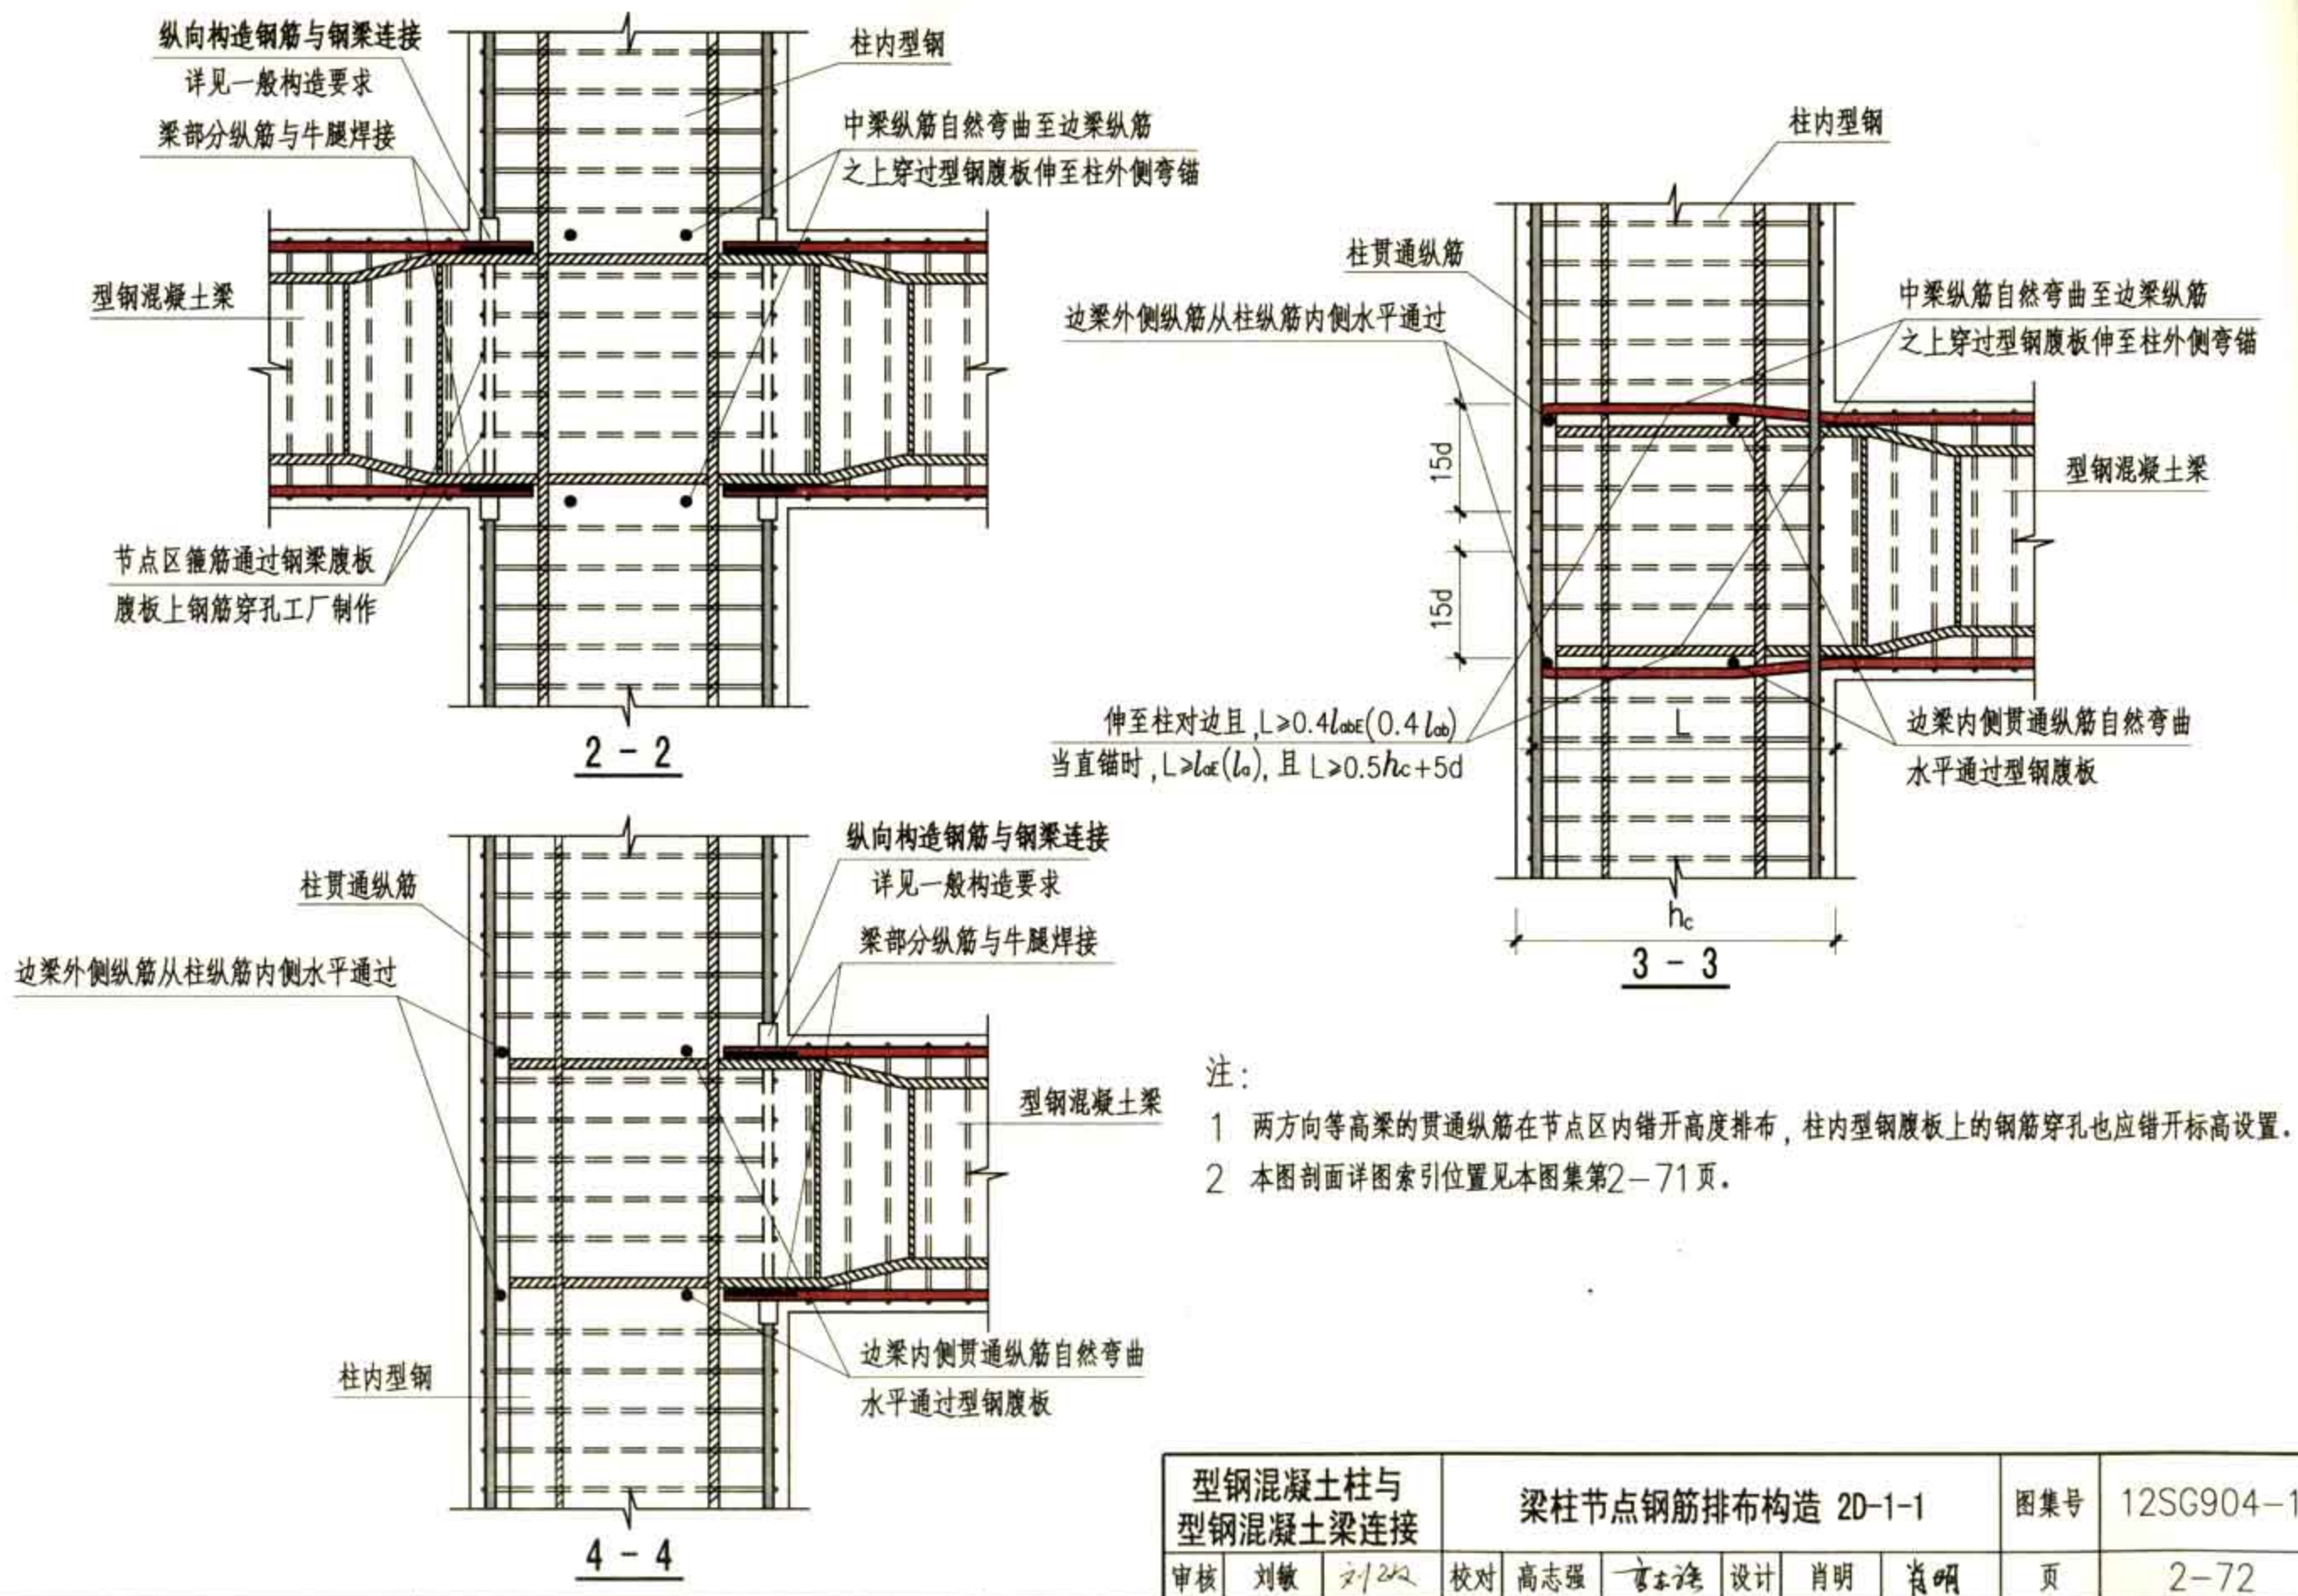 纵向构造钢筋与钢梁连接
详见一般构造要求
梁部分纵筋与牛腿焊接
型钢混凝土梁
节点区箍筋通过钢梁腹板
腹板上钢筋穿孔工厂制作
柱内型钢
中梁纵筋自然弯曲至边梁纵筋
之上穿过型钢腹板伸至柱外侧弯锚
2-2
柱内型钢
柱贯通纵筋
边梁外侧纵筋从柱纵筋内侧水平通过
中梁纵筋自然弯曲至边梁纵筋
之上穿过型钢腹板伸至柱外侧弯锚
15d
15d
型钢混凝土梁
伸至柱对边且,L≥0.4labE(0.4lab)
当直锚时,L≥laE(la),且L≥0.5hc+5d
L
边梁内侧贯通纵筋自然弯曲
水平通过型钢腹板
hc
3-3
纵向构造钢筋与钢梁连接
详见一般构造要求
梁部分纵筋与牛腿焊接
柱贯通纵筋
边梁外侧纵筋从柱纵筋内侧水平通过
型钢混凝土梁
边梁内侧贯通纵筋自然弯曲
水平通过型钢腹板
柱内型钢
4-4
注:
1 两方向等高梁的贯通纵筋在节点区内错开高度排布,柱内型钢腹板上的钢筋穿孔也应错开标高设置.
2 本图剖面详图索引位置见本图集第2-71页.
型钢混凝土柱与
型钢混凝土梁连接
梁柱节点钢筋排布构造 2D-1-1
图集号 12SG904-1
审核 刘敏 刘敏 校对 高志强 设计 肖明 肖明 页 2-72